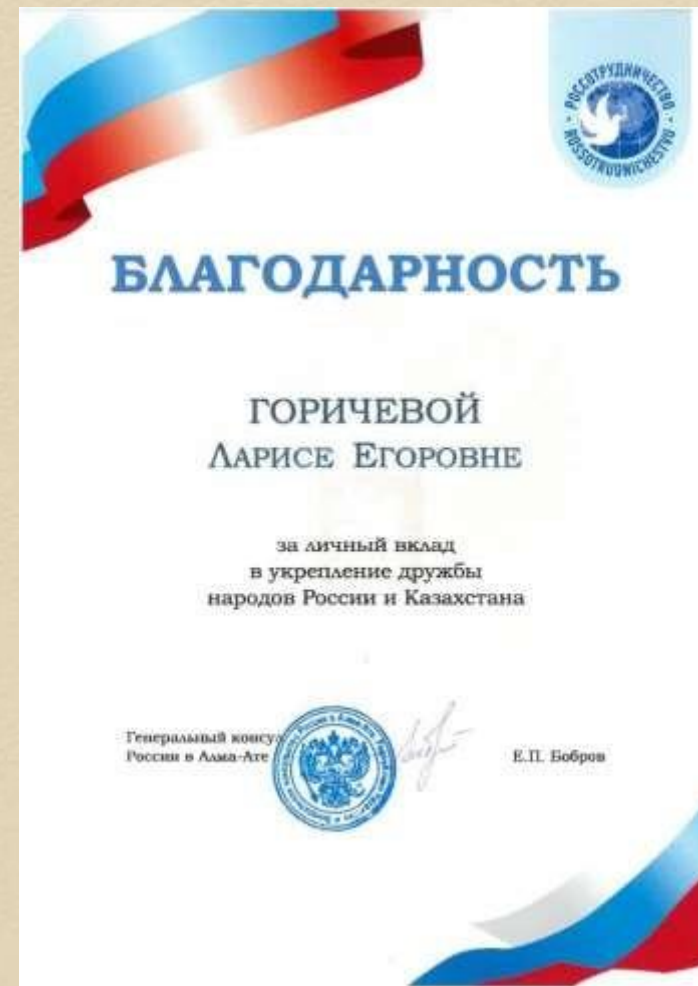 РОССОТРУДНИЧЕСТВО
ROSSOTRUDNICHESTVO
БЛАГОДАРНОСТЬ
ГОРИЧЕВОЙ
ЛАРИСЕ ЕГОРОВНЕ
за личный вклад
в укрепление дружбы
народов России и Казахстана
Генеральный консул
России в Алма-Ате
Е.П. Бобров